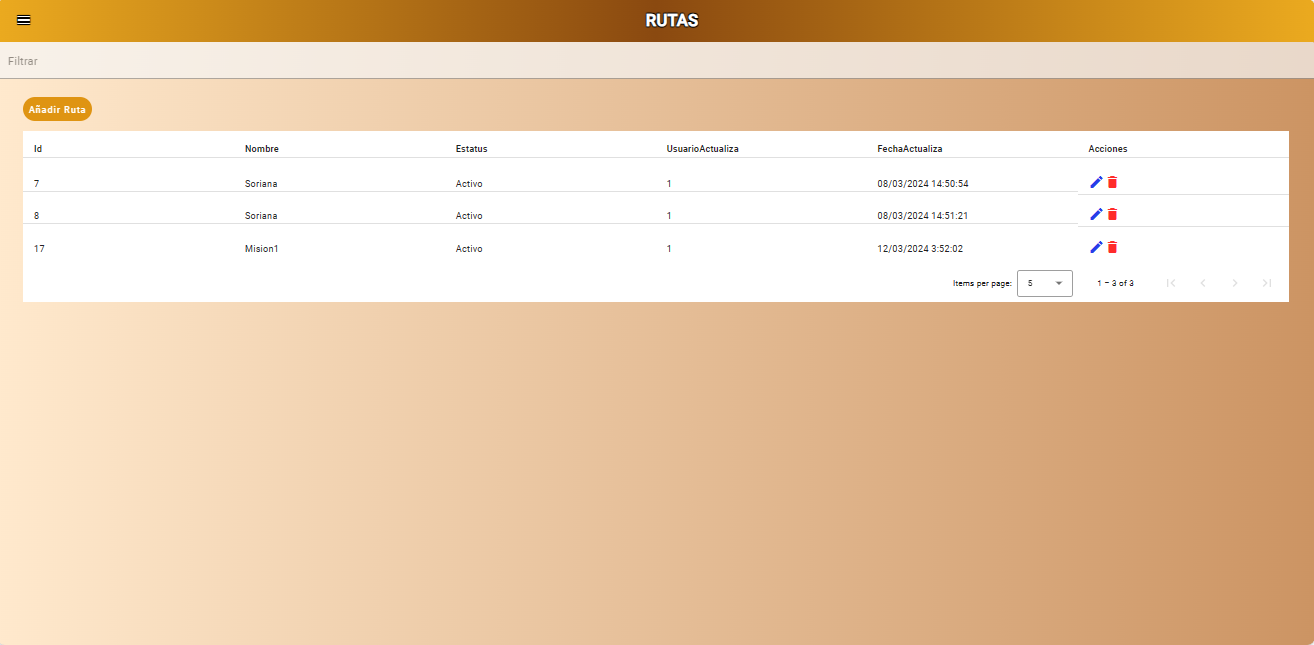 RUTAS
Filtrar
Añadir Ruta
Id Nombre Estatus UsuarioActualiza FechaActualiza Acciones
7 Soriana Activo 1 08/03/2024 14:50:54
8 Soriana Activo 1 08/03/2024 14:51:21
17 Mision1 Activo 1 12/03/2024 3:52:02
Items per page: 5 1 – 3 of 3